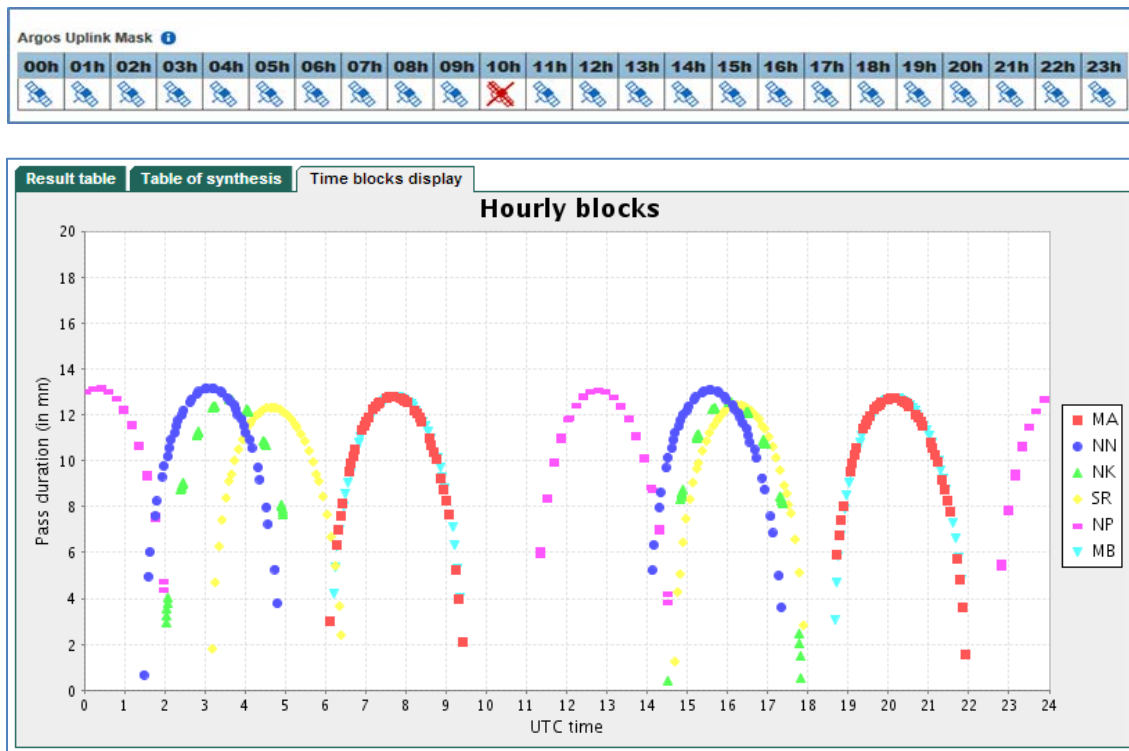 Argos Uplink Mask
00h 01h 02h 03h 04h 05h 06h 07h 08h 09h 10h 11h 12h 13h 14h 15h 16h 17h 18h 19h 20h 21h 22h 23h
Result table Table of synthesis Time blocks display
Hourly blocks
Pass duration (in mn)
20
18
16
14
12
10
8
6
4
2
0
0 1 2 3 4 5 6 7 8 9 10 11 12 13 14 15 16 17 18 19 20 21 22 23 24
UTC time
MA
NN
NK
SR
NP
MB